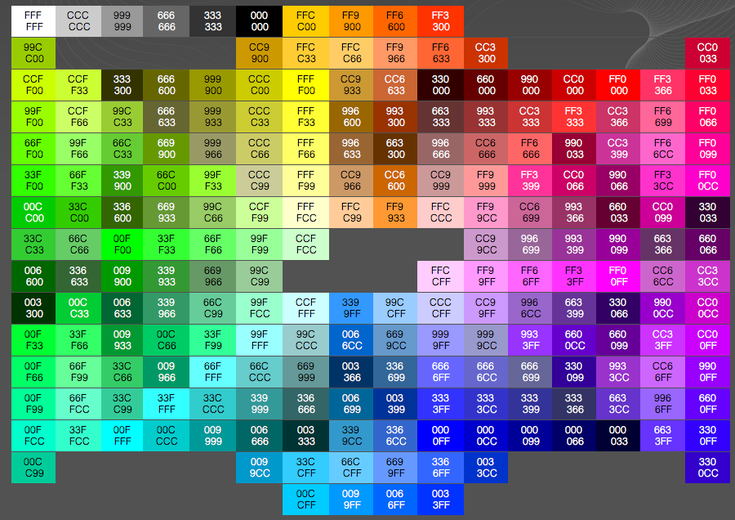 FFF CCC 999 666 333 000 FFC FF9 FF6 FF3
FFF CCC 999 666 333 000 C00 900 600 300
99C CC9 FFC FFC FF9 FF6 CC3 CC0
C00 900 C33 C66 966 633 300 033
CCF CCF 333 666 999 CCC FFF CC9 CC6 330 660 990 CC0 FF0 FF3 FF0
F00 F33 300 600 900 C00 F00 933 633 000 000 000 000 000 366 033
99F CCF 99C 666 999 CCC FFF 996 993 663 993 CC3 FF3 CC3 FF6 FF0
F00 F66 C33 633 933 C33 F33 600 300 333 333 333 333 366 699 066
66F 99F 66C 669 999 CCC FFF 996 663 996 CC6 FF6 990 CC3 FF6 FF0
F00 F66 C33 900 966 C66 F66 633 300 666 666 666 033 399 6CC 099
33F 66F 339 66C 99F CCC FFF CC9 CC6 CC9 FF9 FF3 CC0 990 FF3 FF0
F00 F33 900 C00 F33 C99 F99 966 600 999 999 399 066 066 3CC 0CC
00C 33C 336 669 99C CCF FFF FFC FF9 FFC FF9 CC6 993 660 CC0 330
C00 C00 600 933 C66 F99 FCC C99 933 CCC 9CC 699 366 033 099 033
33C 66C 00F 33F 66F 99F CCF CC9 996 993 990 663 660
C33 C66 F00 F33 F66 F99 FCC 9CC 699 399 099 366 066
006 336 009 339 669 99C FFC FF9 FF6 FF3 FF0 CC6 CC3
600 633 900 933 966 C99 CFF 9FF 6FF 3FF 0FF 6CC 3CC
003 00C 006 339 66C 99F CCF 339 99C CCC CC9 996 663 330 990 CC0
300 C33 633 966 C99 FCC FFF 9FF CFF CFF 9FF 6CC 399 066 0CC 0CC
00F 33F 009 00C 33F 99F 99C 006 669 999 999 993 660 660 CC3 CC0
F33 F66 933 C66 F99 FFF CCC 6CC 9CC 9FF 9CC 3FF 0CC 099 3FF 0FF
00F 66F 33C 009 66F 66C 669 003 336 666 666 666 330 993 CC6 990
F66 F99 C66 966 FFF CCC 999 366 699 6FF 6CC 699 099 3CC 6FF 0FF
00F 66F 33C 33F 33C 339 336 006 003 333 333 333 333 663 996 660
F99 FCC C99 FFF CCC 999 666 699 399 3FF 3CC 399 366 3CC 6FF 0FF
00F 33F 00F 00C 009 006 003 339 336 000 000 000 000 000 663 330
FCC FCC FFF CCC 999 666 333 9CC 6CC 0FF 0CC 099 066 033 3FF 0FF
00C 009 33C 66C 669 336 003 330
C99 9CC CFF CFF 9FF 6FF 3CC 0CC
00C 009 006 003
CFF 9FF 6FF 3FF